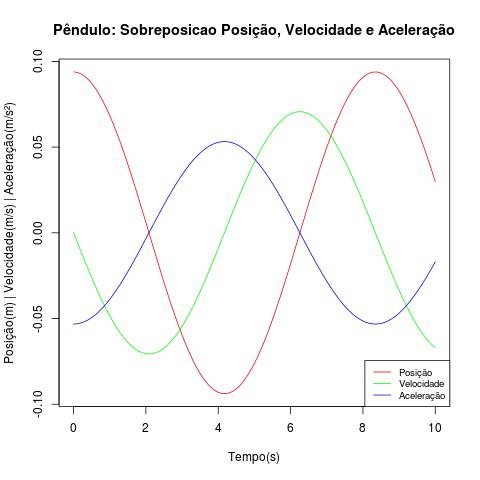 Pêndulo: Sobreposicao Posição, Velocidade e Aceleração
Posição(m) | Velocidade(m/s) | Aceleração(m/s²)
0.10
0.05
0.00
-0.05
-0.10
0 2 4 6 8 10
Tempo(s)
Posição
Velocidade
Aceleração